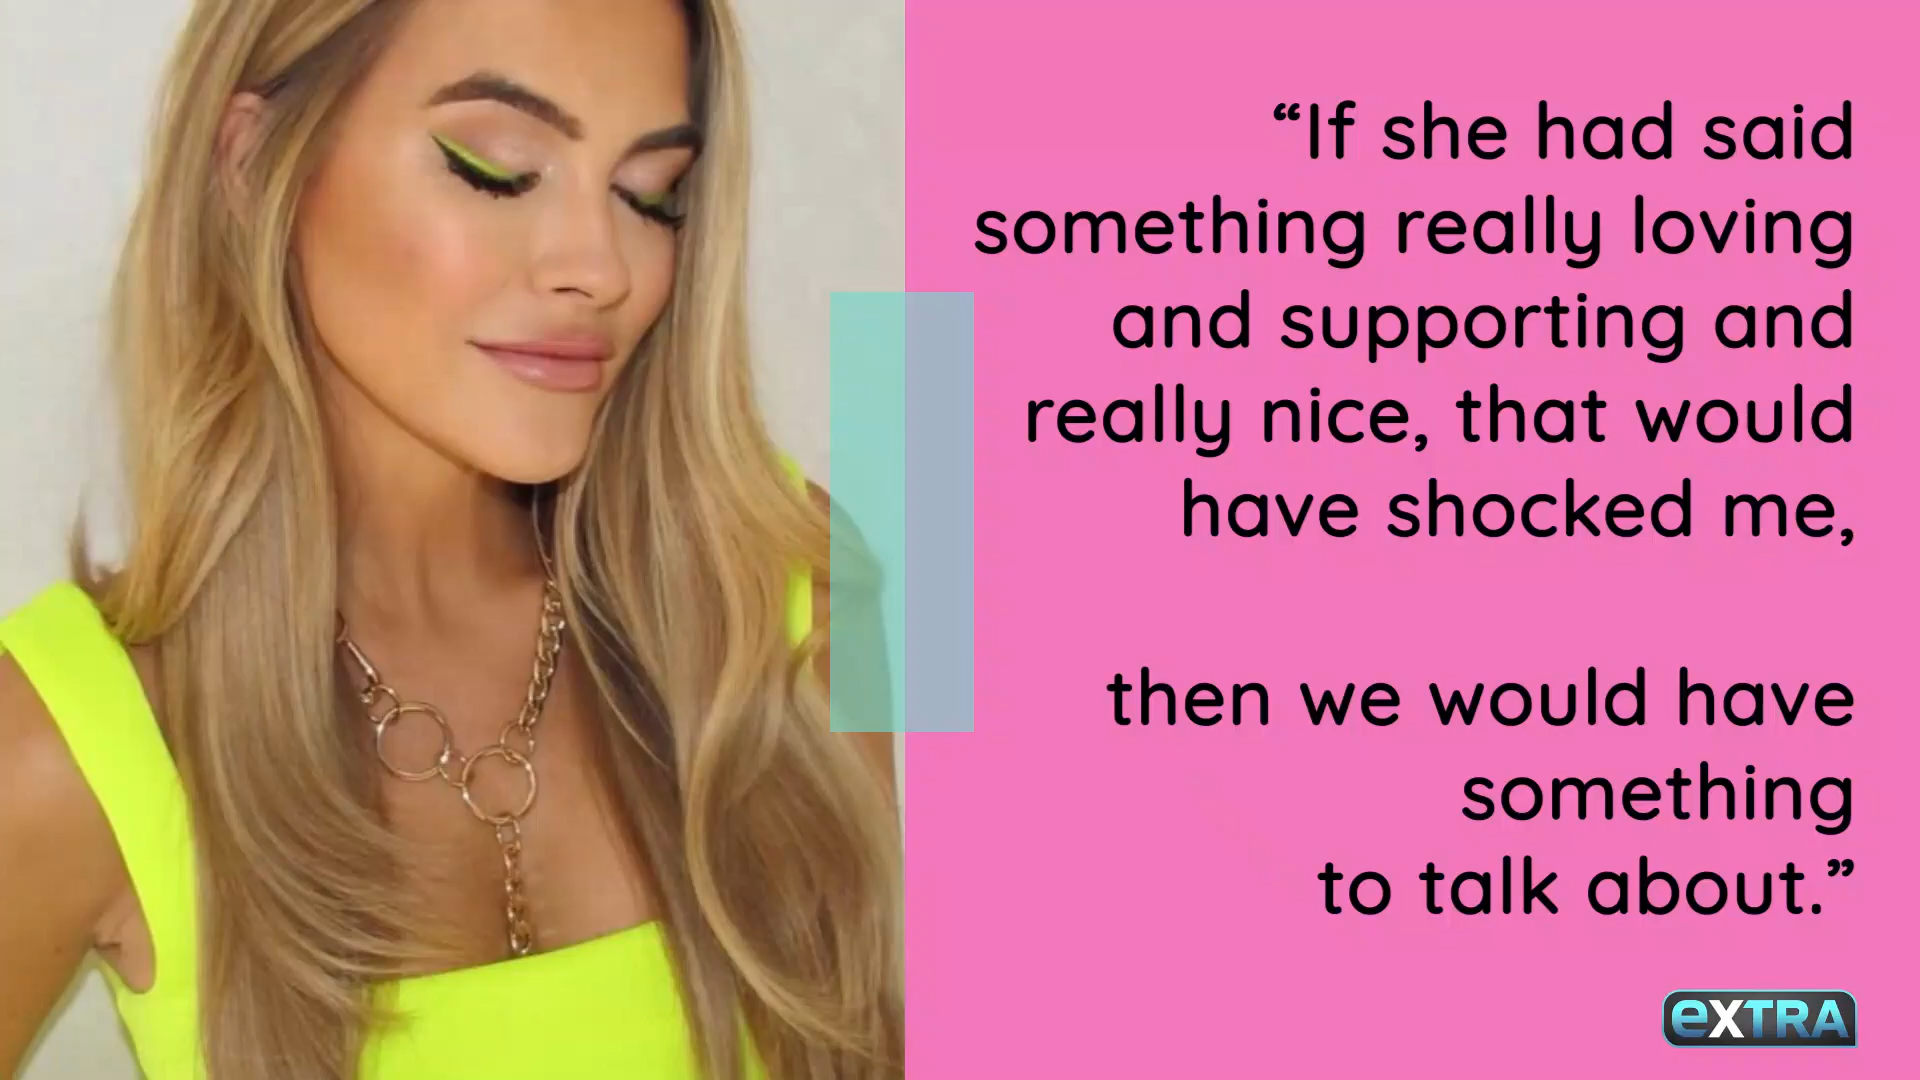 “If she had said
something really loving
and supporting and
really nice, that would
have shocked me,
then we would have
something
to talk about.”
eXTRA